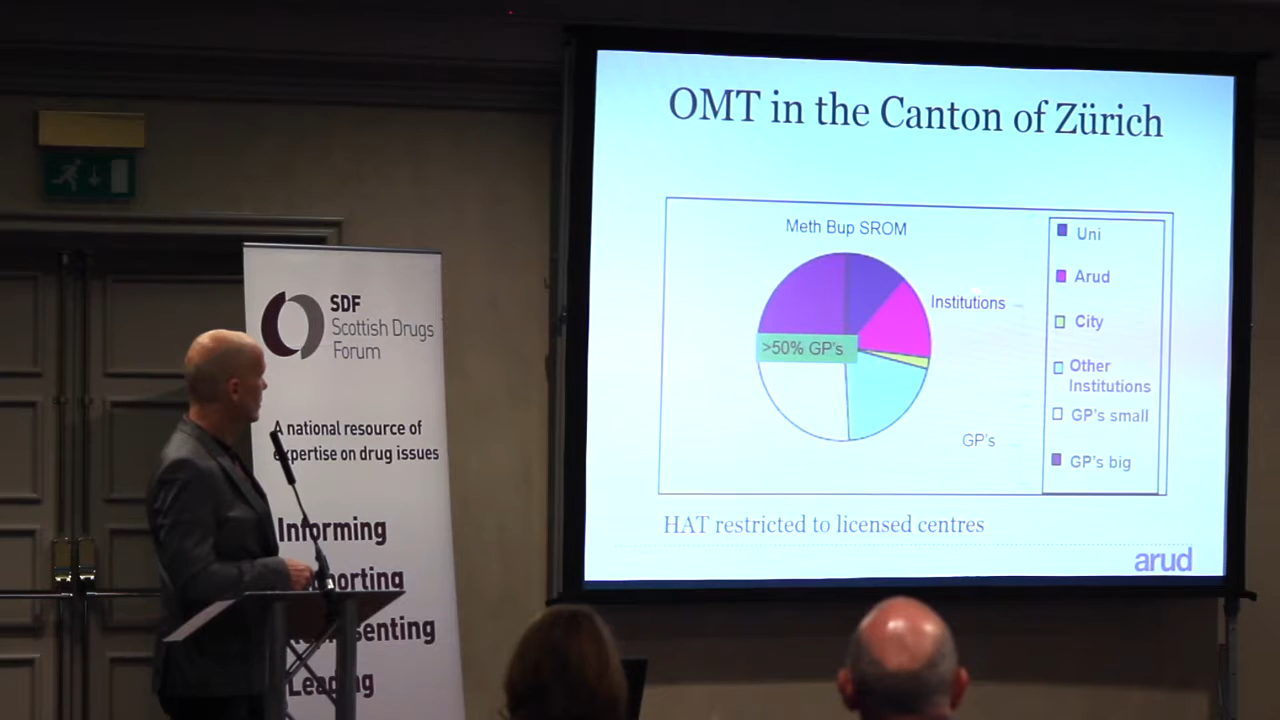 SDF
Scottish Drugs
Forum
A national resource of
expertise on drug issues
Informing
Leading
OMT in the Canton of Zürich
Meth Bup SROM
Institutions
>50% GP's
GP's
Uni
Arud
City
Other
Institutions
GP's small
GP's big
HAT restricted to licensed centres
arud